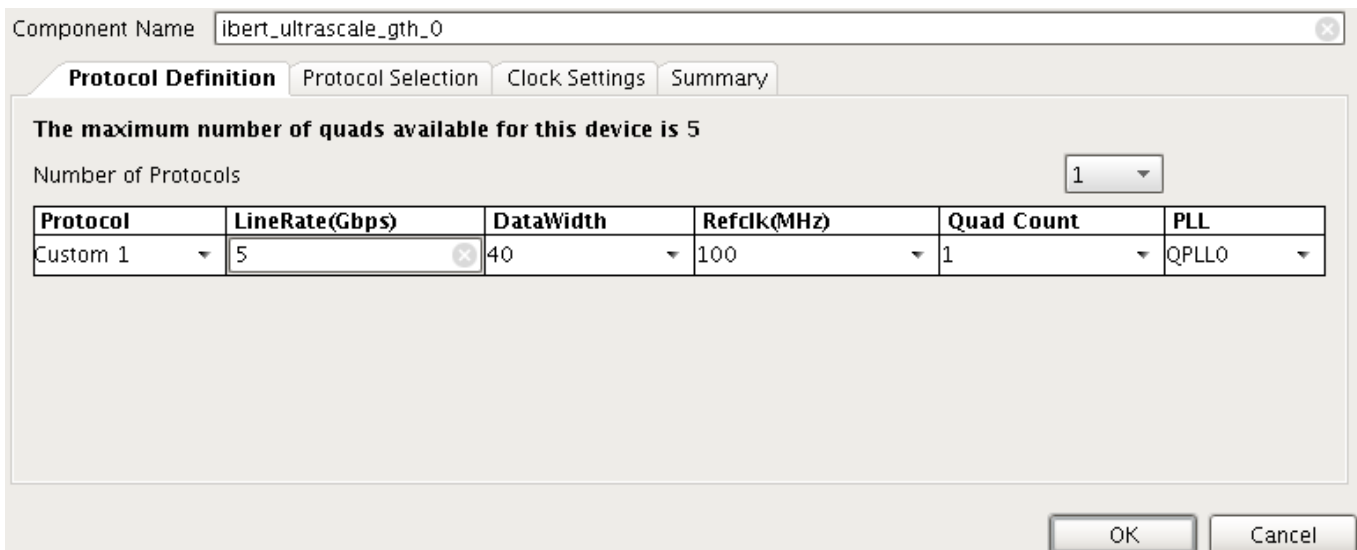 Component Name ibert_ultrascale_gth_0
Protocol Definition Protocol Selection Clock Settings Summary
The maximum number of quads available for this device is 5
Number of Protocols 1
Protocol LineRate(Gbps) DataWidth Refclk(MHz) Quad Count PLL
Custom 1 5 40 100 1 QPLL0
OK Cancel